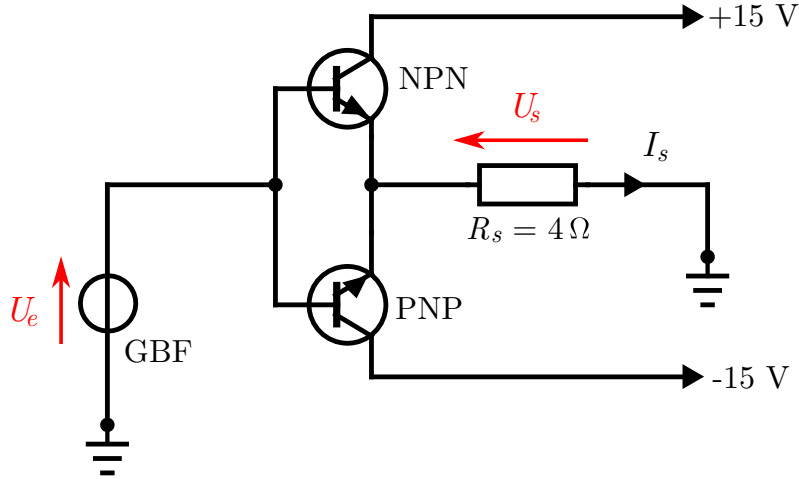 +15 V
NPN
U_s
I_s
R_s = 4 Ω
U_e
PNP
GBF
-15 V